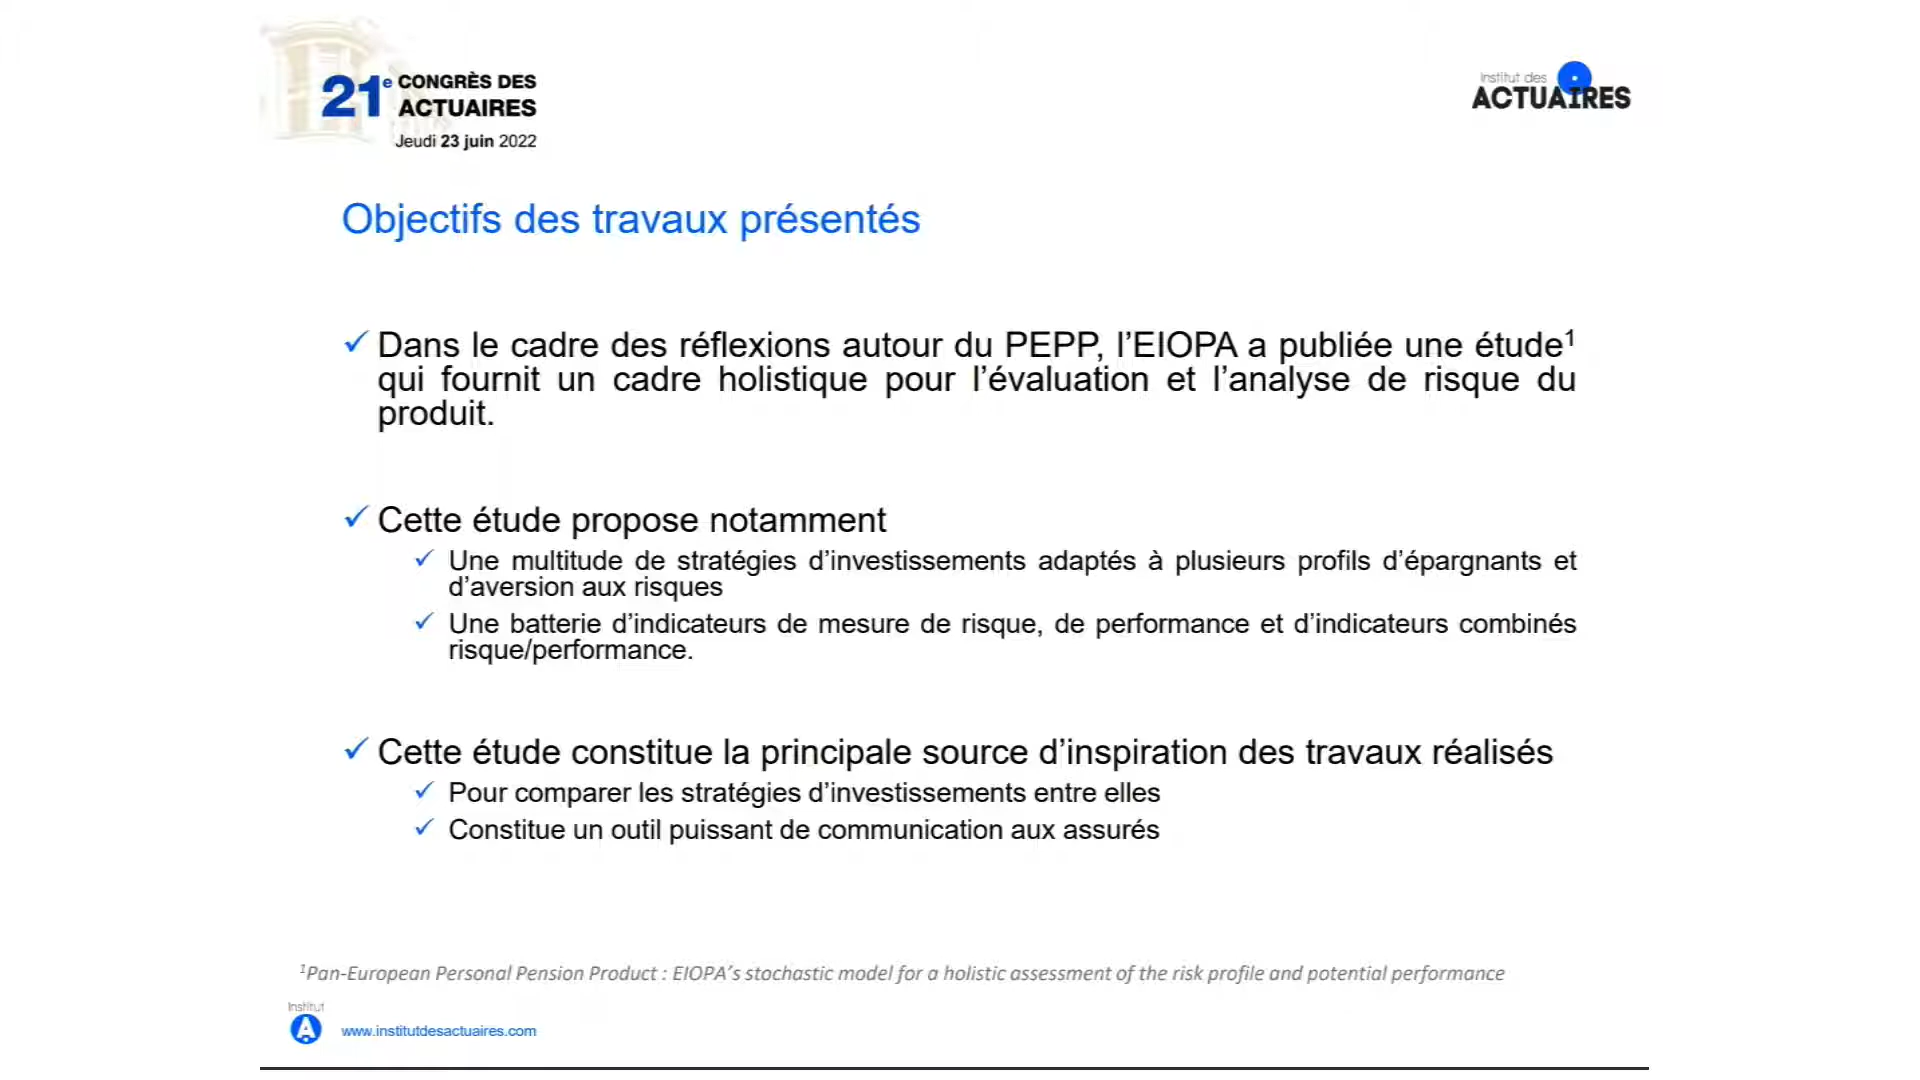 21e CONGRÈS DES
ACTUAIRES
Jeudi 23 juin 2022
Institut des
ACTUAIRES
Objectifs des travaux présentés
Dans le cadre des réflexions autour du PEPP, l’EIOPA a publiée une étude¹
qui fournit un cadre holistique pour l’évaluation et l’analyse de risque du
produit.
Cette étude propose notamment
Une multitude de stratégies d’investissements adaptés à plusieurs profils d’épargnants et
d’aversion aux risques
Une batterie d’indicateurs de mesure de risque, de performance et d’indicateurs combinés
risque/performance.
Cette étude constitue la principale source d’inspiration des travaux réalisés
Pour comparer les stratégies d’investissements entre elles
Constitue un outil puissant de communication aux assurés
¹Pan-European Personal Pension Product : EIOPA’s stochastic model for a holistic assessment of the risk profile and potential performance
Institut
A
www.institutdesactuaires.com